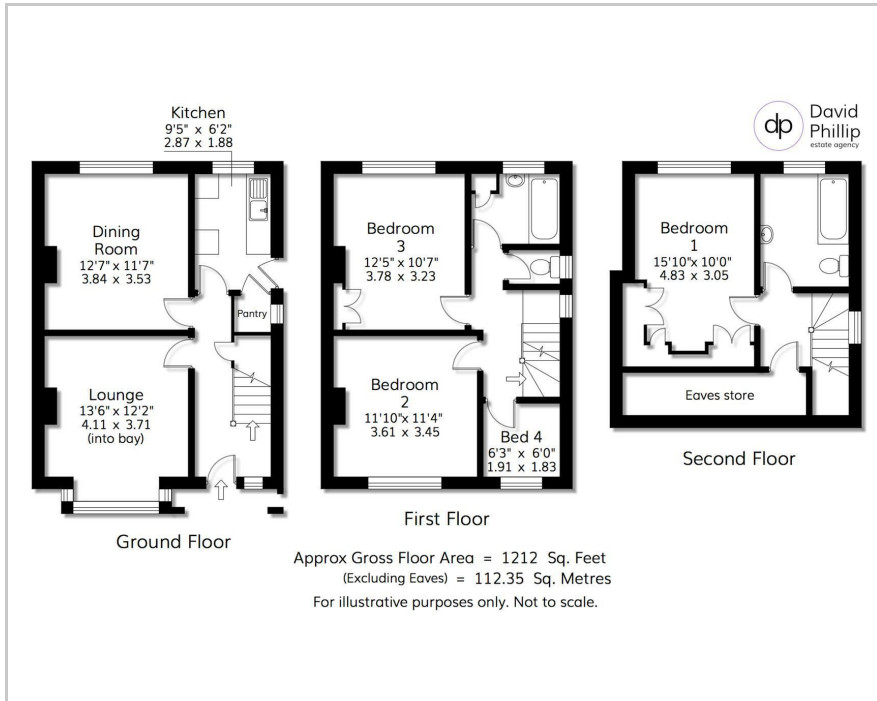 dp
David
Phillip
estate agency
Kitchen
9'5" x 6'2"
2.87 x 1.88
Dining
Room
12'7" x 11'7"
3.84 x 3.53
Pantry
Lounge
13'6" x 12'2"
4.11 x 3.71
(into bay)
Ground Floor
Bedroom
3
12'5" x 10'7"
3.78 x 3.23
Bedroom
2
11'10"x 11'4"
3.61 x 3.45
Bed 4
6'3" x 6'0"
1.91 x 1.83
First Floor
Bedroom
1
15'10" x 10'0"
4.83 x 3.05
Eaves store
Second Floor
Approx Gross Floor Area = 1212 Sq. Feet
(Excluding Eaves) = 112.35 Sq. Metres
For illustrative purposes only. Not to scale.